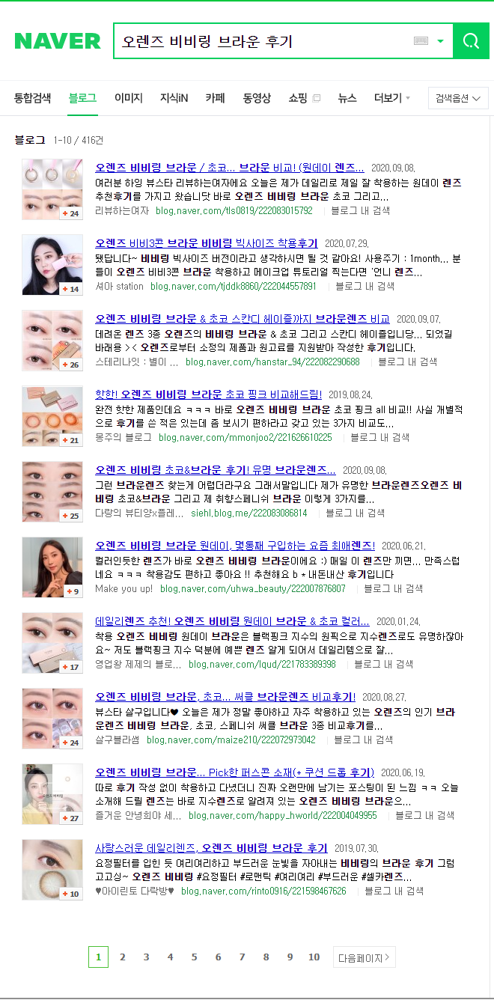 NAVER
오렌즈 비비링 브라운 후기
통합검색 블로그 이미지 지식iN 카페 동영상 쇼핑 뉴스 더보기 검색옵션
블로그 1-10 / 416건
오렌즈 비비링 브라운 / 초코... 브라운 비교! (원데이 렌즈... 2020.09.08.
여러분 하잉 뷰스타 리뷰하는여자에요 오늘은 제가 데일리로 제일 잘 착용하는 원데이 렌즈
추천후기를 가지고 왔습니닷 바로 오렌즈 비비링 브라운 초코 그리고...
+ 24
리뷰하는여자 blog.naver.com/tls0819/222083015792 블로그 내 검색
오렌즈 비비3콘 브라운 비비링 빅사이즈 착용후기 2020.07.29.
됐답니다~ 비비링 빅사이즈 버전이라고 생각하시면 될 것 같아요! 사용주기 : 1month... 분
들이 오렌즈 비비3콘 브라운 착용하고 메이크업 튜토리얼 찍는다면 '언니 렌즈...
+ 14
셔아 station blog.naver.com/tjddk8860/222044557891 블로그 내 검색
오렌즈 비비링 브라운 & 초코 스칸디 헤이즐까지 브라운렌즈 비교 2020.09.07.
데려온 렌즈 3종 오렌즈의 비비링 브라운 & 초코 그리고 스칸디 헤이즐입니당... 되었길
바래용 >< 오렌즈로부터 소정의 제품과 원고료를 지원받아 작성한 후기입니다.
+ 26
스테리나잇 : 별이 ... blog.naver.com/hanstar_94/222082290688 블로그 내 검색
핫한! 오렌즈 비비링 브라운 초코 핑크 비교해드림! 2019.08.24.
완전 핫한 제품인데요 ㅋㅋㅋ 바로 오렌즈 비비링 브라운 초코 핑크 all 비교!! 사실 개별적
으로 후기를 쓴 적은 있는데 좀 보시기 편하라고 갖고 있는 3가지 비교도...
+ 21
몽주의 블로그 blog.naver.com/mmonjoo2/221626610225 블로그 내 검색
오렌즈 비비링 초코&브라운 후기! 유명 브라운렌즈... 2020.09.08.
그런 브라운렌즈 찾는게 어렵더라구요 그래서말입니다 제가 유명한 브라운렌즈오렌즈 비
비링 초코&브라운 그리고 제 취향스페니쉬 브라운 이렇게 3가지를...
+ 25
다랑의 뷰티양x플레... siehl.blog.me/222083086814 블로그 내 검색
오렌즈 비비링 브라운 원데이, 몇통째 구입하는 요즘 최애렌즈! 2020.06.21.
컬러인듯한 렌즈가 바로 오렌즈 비비링 브라운이에요 :) 매일 이 렌즈만 끼면... 만족스럽
네요 ㅋㅋㅋ 착용감도 편하고 좋아요 !! 추천해요 b * 내돈내산 후기입니다
+ 9
Make you up! blog.naver.com/uhwa_beauty/222007876807 블로그 내 검색
데일리렌즈 추천! 오렌즈 비비링 원데이 브라운 & 초코 컬러... 2020.01.24.
착용 오렌즈 비비링 원데이 브라운은 블랙핑크 지수의 원픽으로 지수렌즈로도 유명하잖아
요~ 저도 블랙핑크 지수 덕분에 예쁜 렌즈 알게 되어서 데일리템으로 잘...
+ 17
영업왕 제제의 블로... blog.naver.com/lqud/221783389398 블로그 내 검색
오렌즈 비비링 브라운, 초코... 써클 브라운렌즈 비교후기! 2020.08.27.
뷰스타 살구입니다♥ 오늘은 제가 정말 좋아하고 자주 착용하고 있는 오렌즈의 인기 브라
운렌즈 비비링 브라운, 초코, 스페니쉬 써클 브라운 3종 비교후기를...
+ 24
살구블라썸 blog.naver.com/maize210/222072973042 블로그 내 검색
오렌즈 비비링 브라운... Pick한 퍼스콘 소재(+ 쿠션 드롭 후기) 2020.06.19.
따로 후기 작성 없이 착용하고 다녔더니 진짜 오랜만에 남기는 포스팅이 된 느낌 ㅋㅋ 오늘
소개해 드릴 렌즈는 바로 지수렌즈로 알려져 있는 오렌즈 비비링 브라운으...
오렌즈 비비링
+ 27
즐거운 안녕희야 세... blog.naver.com/happy_hworld/222004049955 블로그 내 검색
사랑스러운 데일리렌즈, 오렌즈 비비링 브라운 후기 2019.07.30.
요정필터를 입힌 듯 여리여리하고 부드러운 눈빛을 자아내는 비비링의 브라운 후기 그럼
고고싱~ 오렌즈 비비링 #요정필터 #로맨틱 #여리여리 #부드러운 #셀카렌즈...
+ 10
♥아이린토 다락방♥ blog.naver.com/rinto0916/221598467626 블로그 내 검색
1 2 3 4 5 6 7 8 9 10 다음페이지